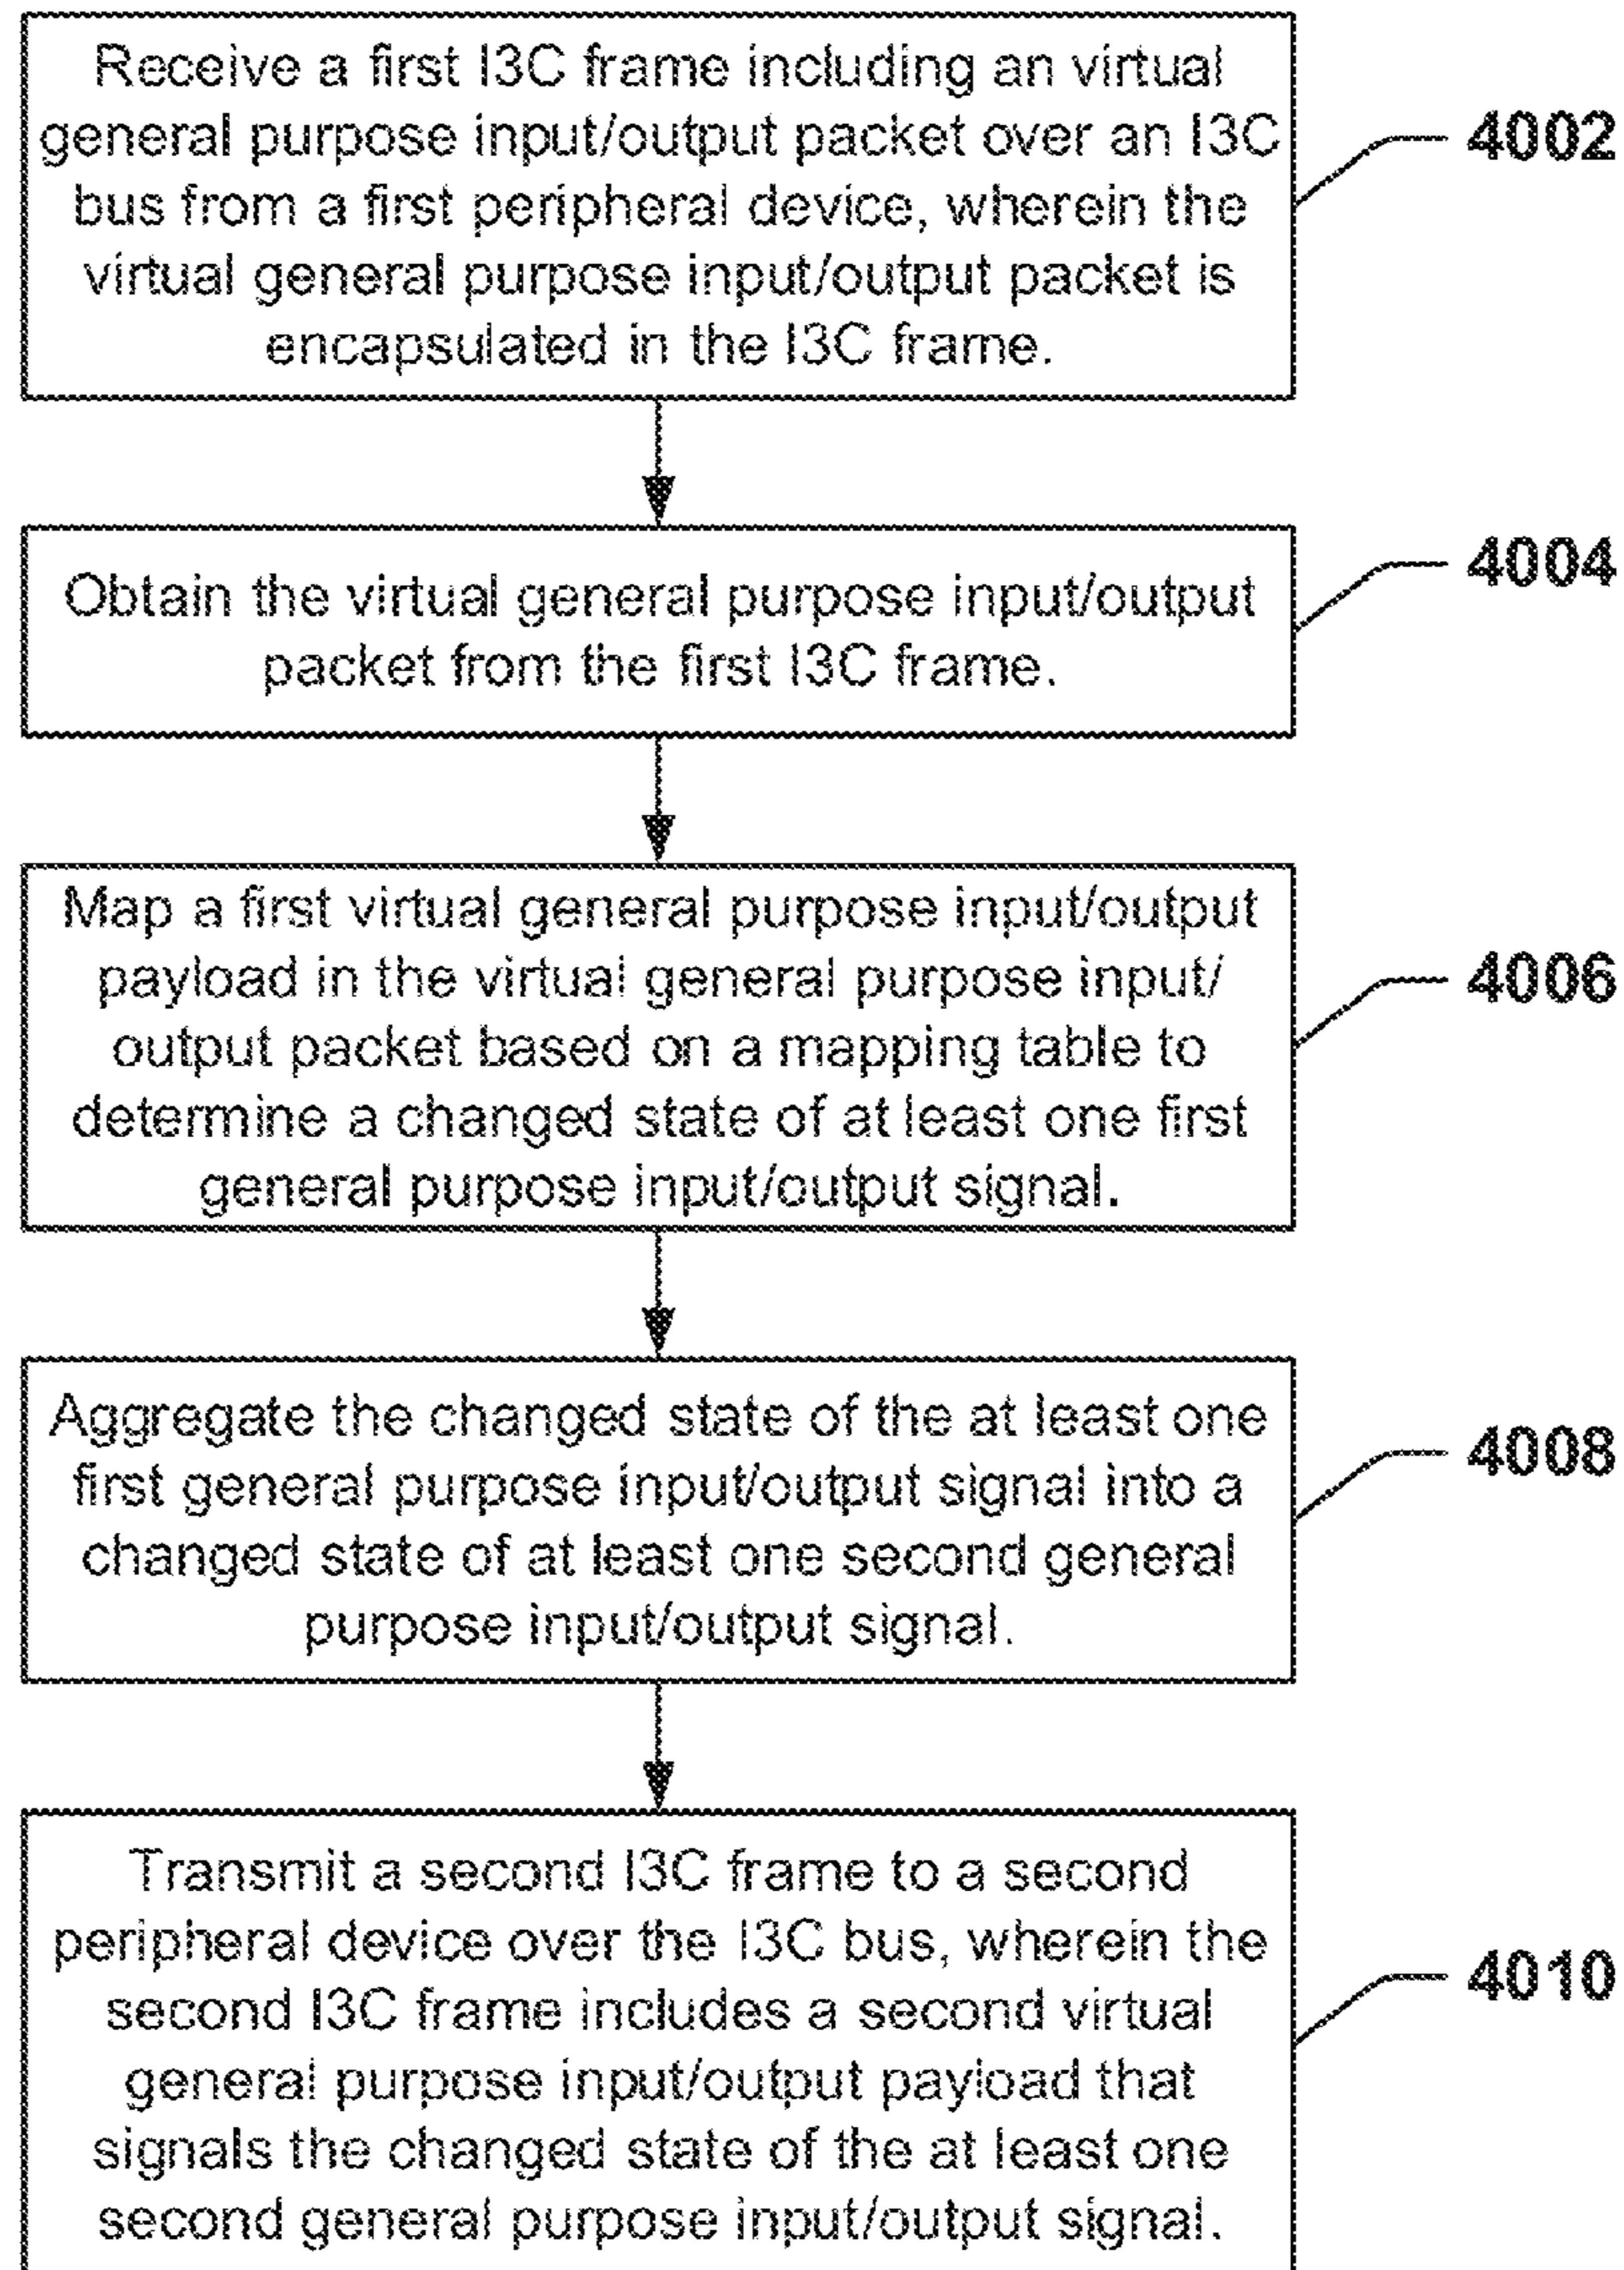 Receive a first I3C frame including an virtual
general purpose input/output packet over an I3C
bus from a first peripheral device, wherein the
virtual general purpose input/output packet is
encapsulated in the I3C frame.
4002
Obtain the virtual general purpose input/output
packet from the first I3C frame.
4004
Map a first virtual general purpose input/output
payload in the virtual general purpose input/
output packet based on a mapping table to
determine a changed state of at least one first
general purpose input/output signal.
4006
Aggregate the changed state of the at least one
first general purpose input/output signal into a
changed state of at least one second general
purpose input/output signal.
4008
Transmit a second I3C frame to a second
peripheral device over the I3C bus, wherein the
second I3C frame includes a second virtual
general purpose input/output payload that
signals the changed state of the at least one
second general purpose input/output signal.
4010